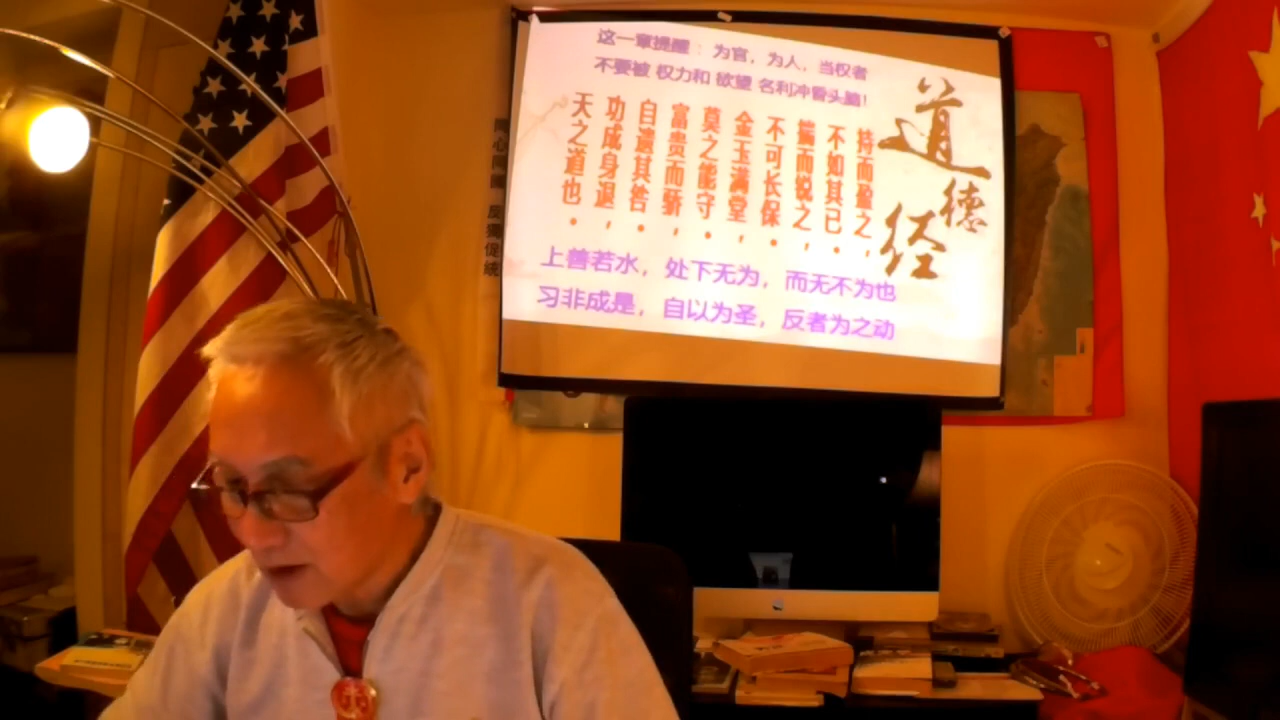 这一章提醒：为官，为人，当权者
不要被 权力和 欲望 名利冲昏头脑!
道德经
持而盈之，
不如其已。
揣而锐之，
不可长保。
金玉满堂，
莫之能守。
富贵而骄，
自遗其咎。
功成身退，
天之道也。
上善若水，处下无为，而无不为也
习非成是，自以为圣，反者为之动
反獨促統